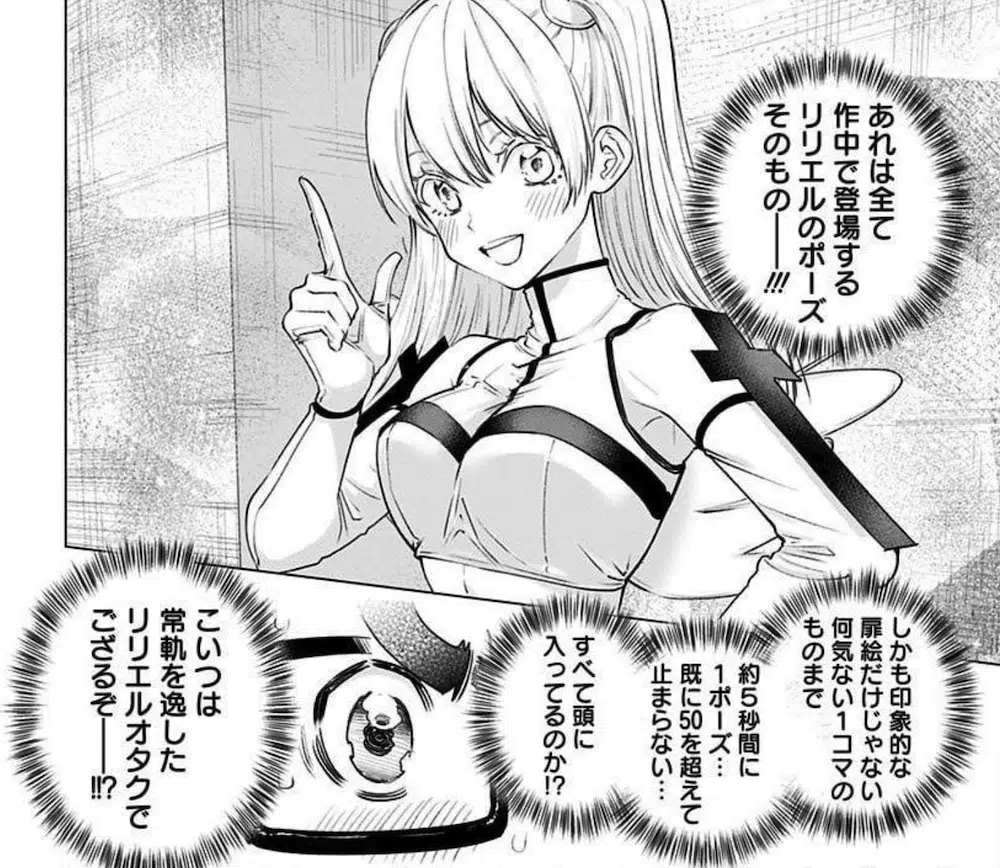 あれは全て
作中で登場する
リリエルのポーズ
そのもの――!!!
しかも印象的な
扉絵だけじゃない
何気ない1コマの
ものまで
約5秒間に
1ポーズ…
既に50を超えて
止まらない…
すべて頭に
入ってるのか!?
こいつは
常軌を逸した
リリエルオタクで
ござるぞ――!!!?